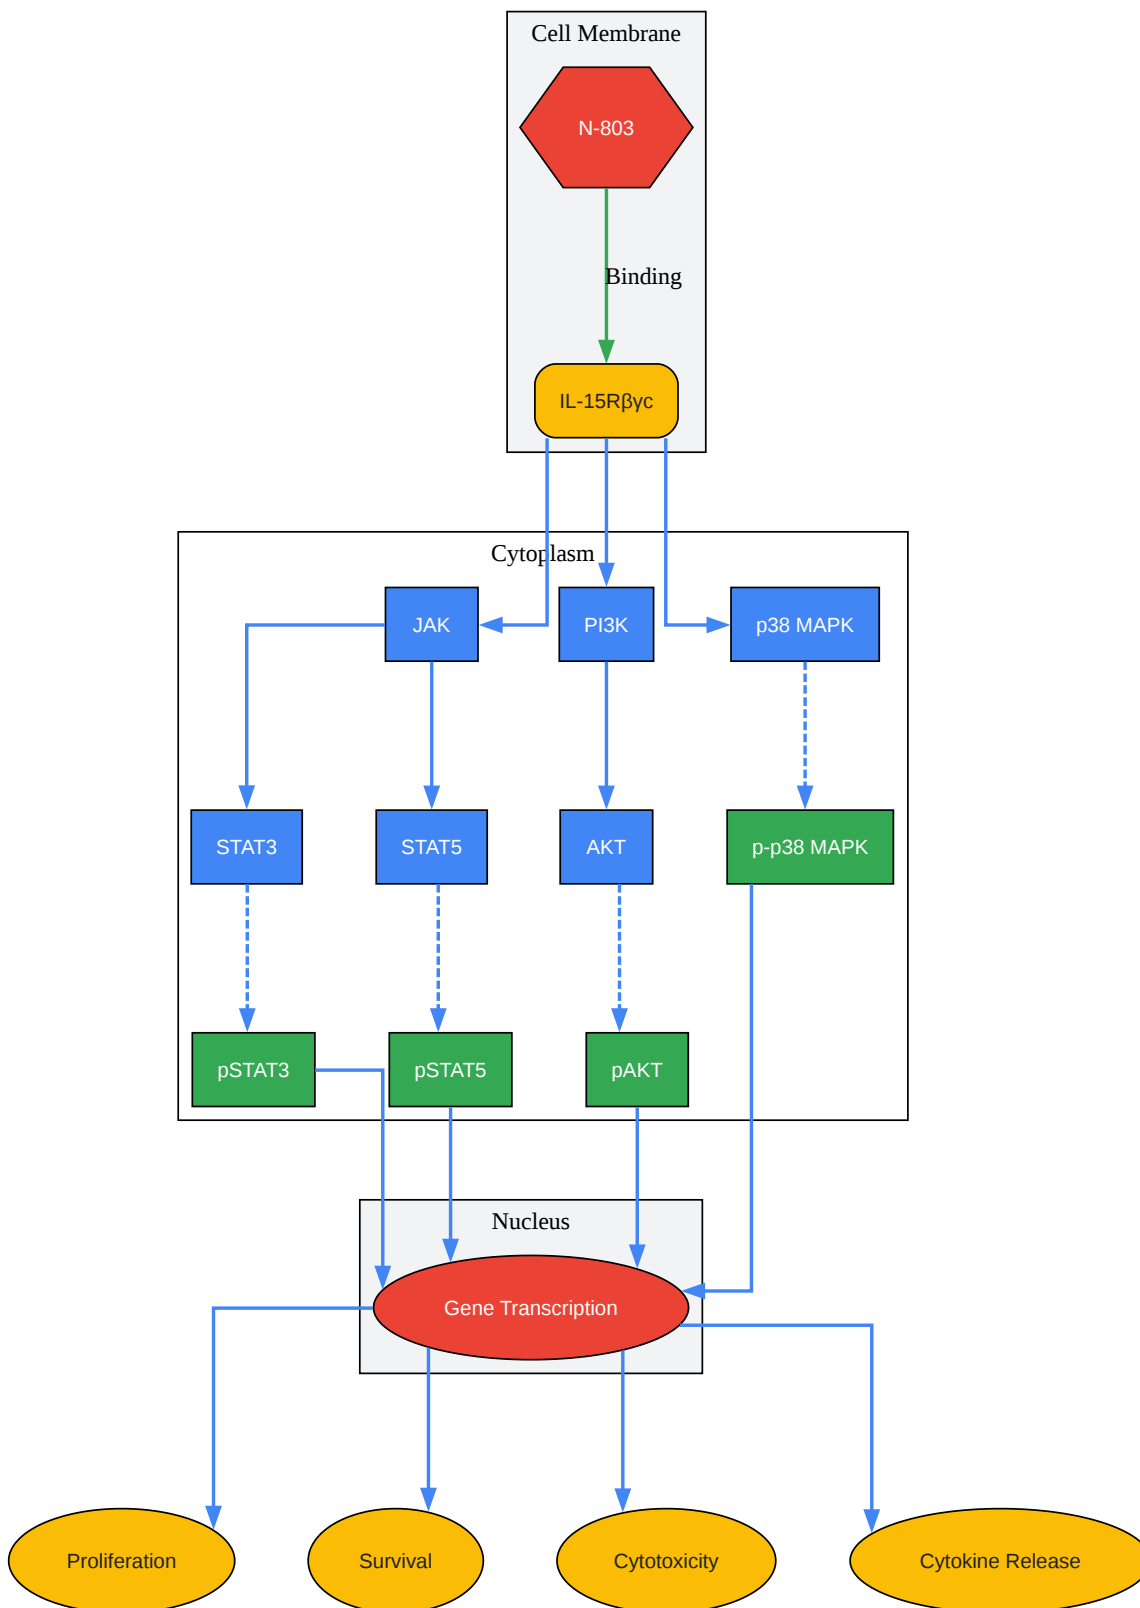 Cell Membrane
N-803
Binding
IL-15Rβγc
Cytoplasm
JAK
PI3K
p38 MAPK
STAT3
STAT5
AKT
p-p38 MAPK
pSTAT3
pSTAT5
pAKT
Nucleus
Gene Transcription
Proliferation
Survival
Cytotoxicity
Cytokine Release